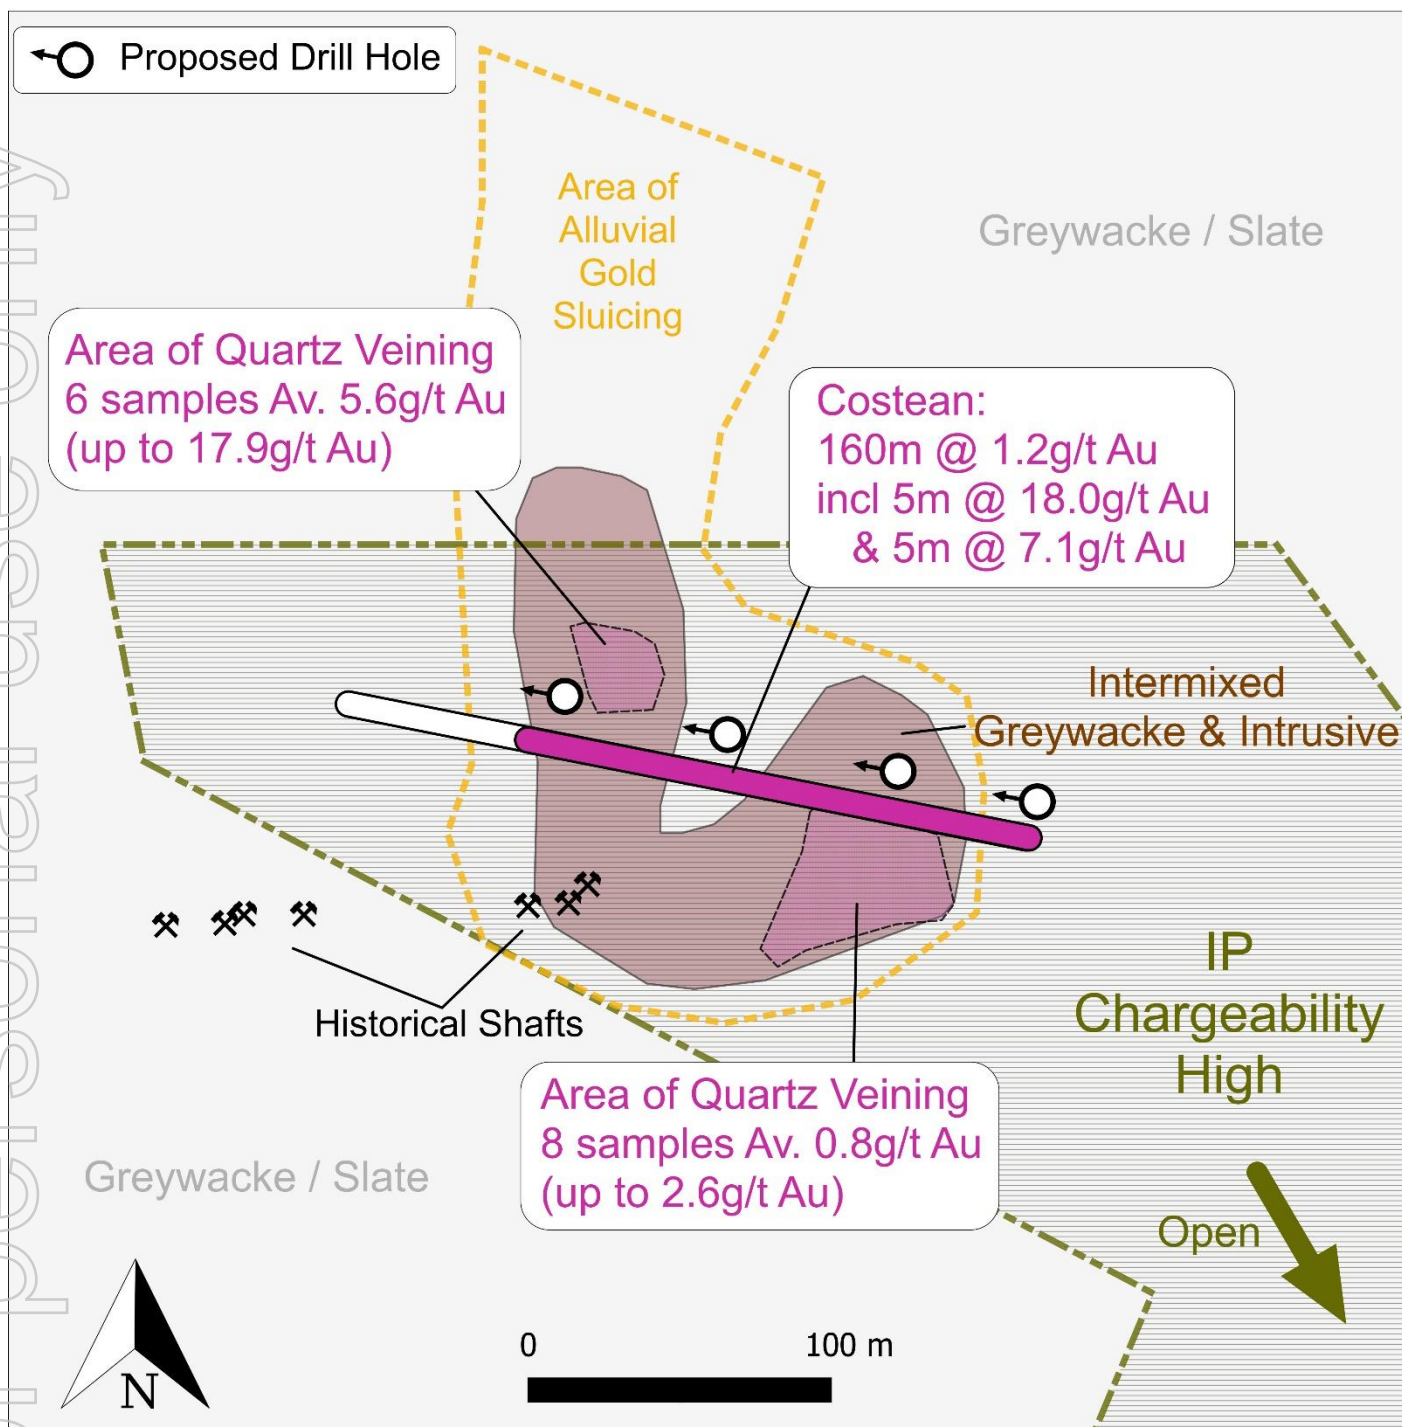 Proposed Drill Hole
Area of
Alluvial
Gold
Sluicing
Greywacke / Slate
Area of Quartz Veining
6 samples Av. 5.6g/t Au
(up to 17.9g/t Au)
Costean:
160m @ 1.2g/t Au
incl 5m @ 18.0g/t Au
& 5m @ 7.1g/t Au
Intermixed
Greywacke & Intrusive
Historical Shafts
IP
Chargeability
High
Area of Quartz Veining
8 samples Av. 0.8g/t Au
(up to 2.6g/t Au)
Greywacke / Slate
Open
N
0 100 m
personal use only